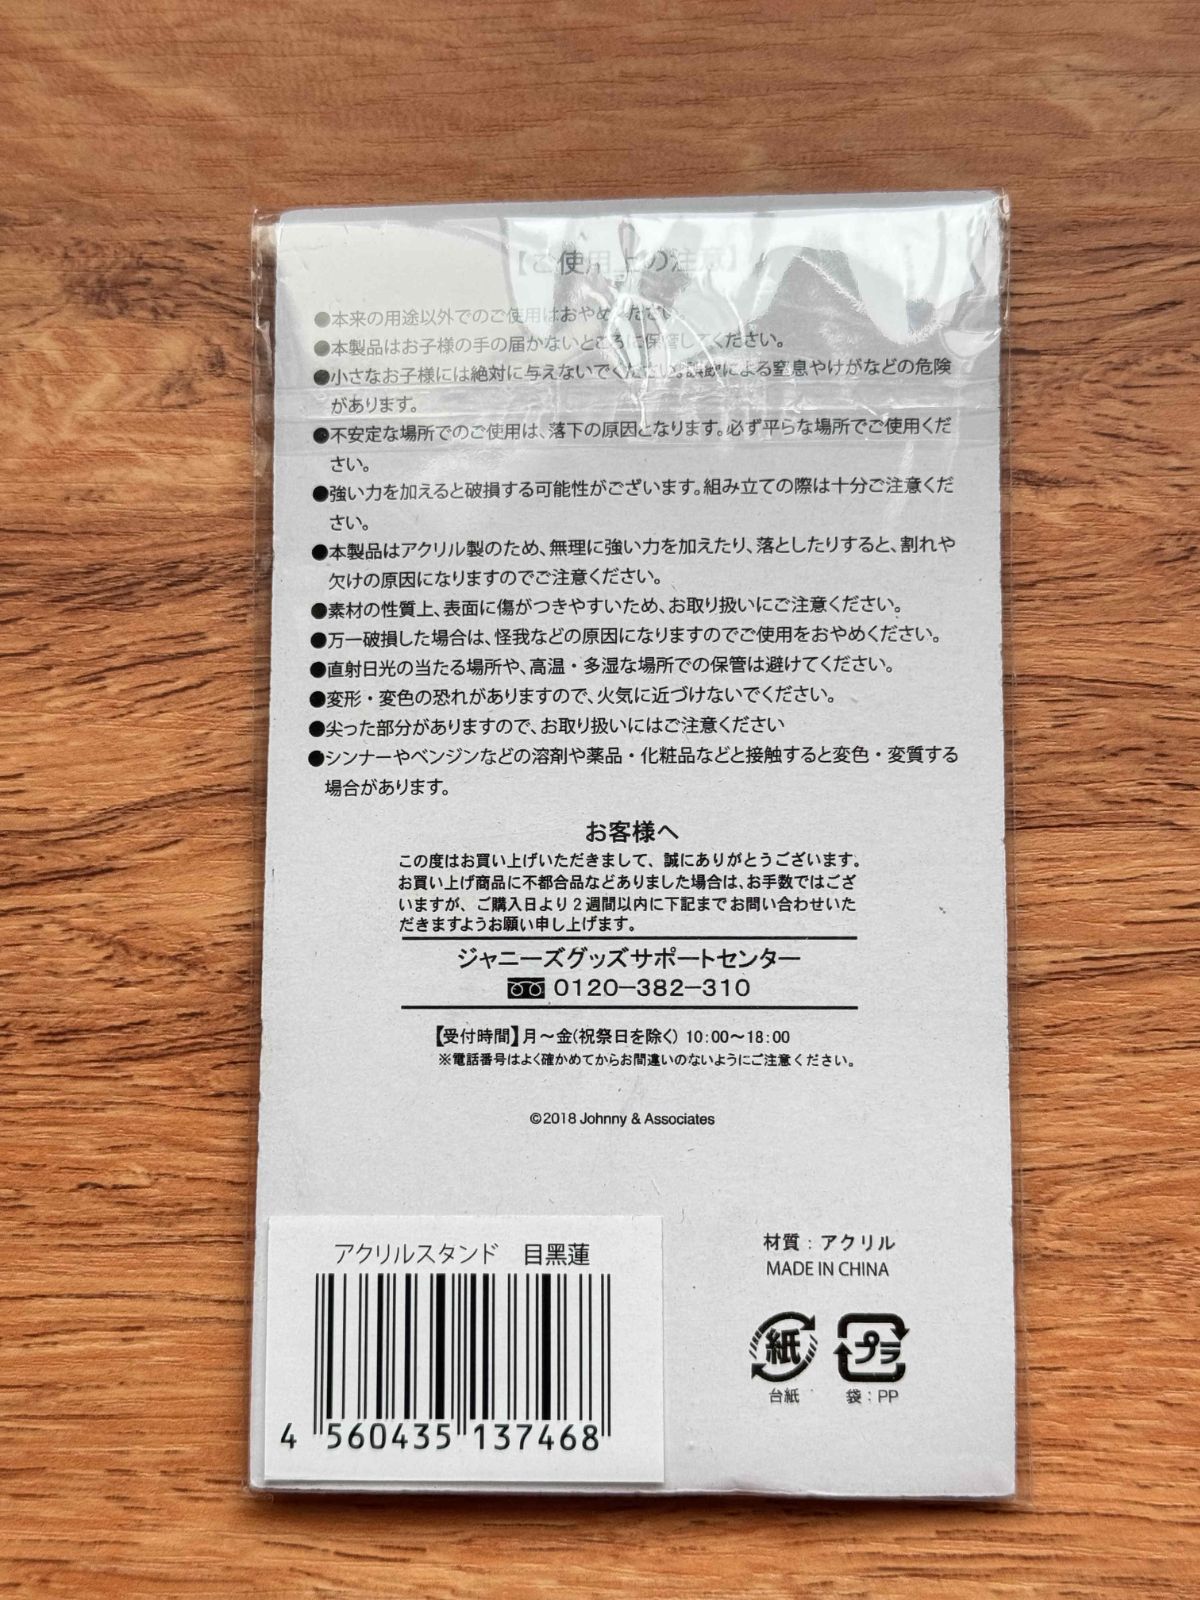 【ご使用上の注意】
●本来の用途以外でのご使用はおやめください。
●本製品はお子様の手の届かないところに保管してください。
●小さなお子様には絶対に与えないでください。誤飲による窒息やけがなどの危険
があります。
●不安定な場所でのご使用は、落下の原因となります。必ず平らな場所でご使用くだ
さい。
●強い力を加えると破損する可能性がございます。組み立ての際は十分ご注意くだ
さい。
●本製品はアクリル製のため、無理に強い力を加えたり、落としたりすると、割れや
欠けの原因になりますのでご注意ください。
●素材の性質上、表面に傷がつきやすいため、お取り扱いにご注意ください。
●万一破損した場合は、怪我などの原因になりますのでご使用をおやめください。
●直射日光の当たる場所や、高温・多湿な場所での保管は避けてください。
●変形・変色の恐れがありますので、火気に近づけないでください。
●尖った部分がありますので、お取り扱いにはご注意ください
●シンナーやベンジンなどの溶剤や薬品・化粧品などと接触すると変色・変質する
場合があります。
お客様へ
この度はお買い上げいただきまして、誠にありがとうございます。
お買い上げ商品に不都合品などありました場合は、お手数ではござ
いますが、ご購入日より2週間以内に下記までお問い合わせいた
だきますようお願い申し上げます。
ジャニーズグッズサポートセンター
0120-382-310
【受付時間】月～金(祝祭日を除く) 10:00～18:00
※電話番号はよく確かめてからお間違いのないようにご注意ください。
©2018 Johnny & Associates
アクリルスタンド 目黒蓮
4 560435 137468
材質：アクリル
MADE IN CHINA
紙 プラ
台紙 袋：PP